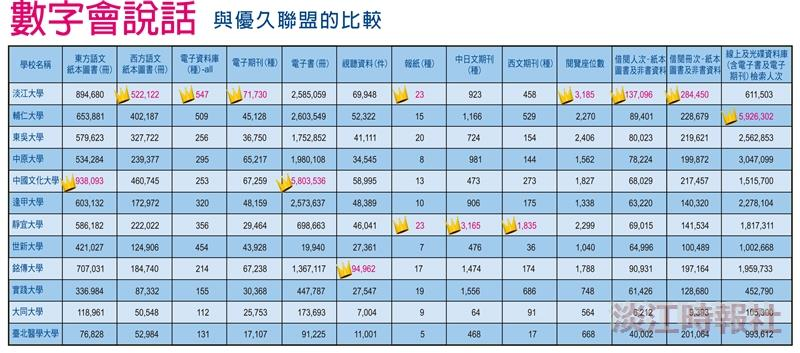 數字會說話 與優久聯盟的比較
學校名稱 東方語文紙本圖書(冊) 西方語文紙本圖書(冊) 電子資料庫(種)-all 電子期刊(種) 電子書(冊) 視聽資料(件) 報紙(種) 中日文期刊(種) 西文期刊(種) 閱覽座位數 借閱人次-紙本圖書及非書資料 借閱冊次-紙本圖書及非書資料 線上及光碟資料庫(含電子書及電子期刊)檢索人次
淡江大學 894,680 522,122 547 71,730 2,585,059 69,948 23 923 458 3,185 137,096 284,450 611,503
輔仁大學 653,881 402,187 509 45,128 2,603,549 52,322 15 1,166 529 2,270 89,401 228,679 5,926,302
東吳大學 579,623 327,722 256 36,750 1,752,852 41,111 20 724 154 2,406 80,023 219,621 2,562,853
中原大學 534,284 239,377 295 65,217 1,980,108 34,545 8 981 144 1,562 78,224 199,872 3,047,099
中國文化大學 938,093 460,745 253 67,259 5,803,536 58,995 13 473 273 1,827 68,029 217,457 1,515,700
逢甲大學 603,132 172,972 320 48,159 2,573,637 48,389 10 906 175 1,338 63,220 140,320 2,278,104
靜宜大學 586,182 222,022 356 29,464 698,663 46,041 23 3,165 1,835 2,299 69,015 141,534 1,817,311
世新大學 421,027 124,906 454 43,928 19,940 27,361 7 476 36 1,040 64,996 100,489 1,002,668
銘傳大學 707,031 184,740 214 67,238 1,367,117 94,962 17 1,474 174 1,788 90,931 197,164 1,959,733
實踐大學 336.984 87,332 155 30,368 447,787 27,547 19 1,556 686 748 61,426 128,680 452,790
大同大學 118,961 50,548 112 25,753 173,693 7,004 9 64 91 564 6,212 9,393 105,300
臺北醫學大學 76,828 52,984 131 17,107 91,225 11,001 5 468 17 668 40,002 201,064 993,612
淡江時報社